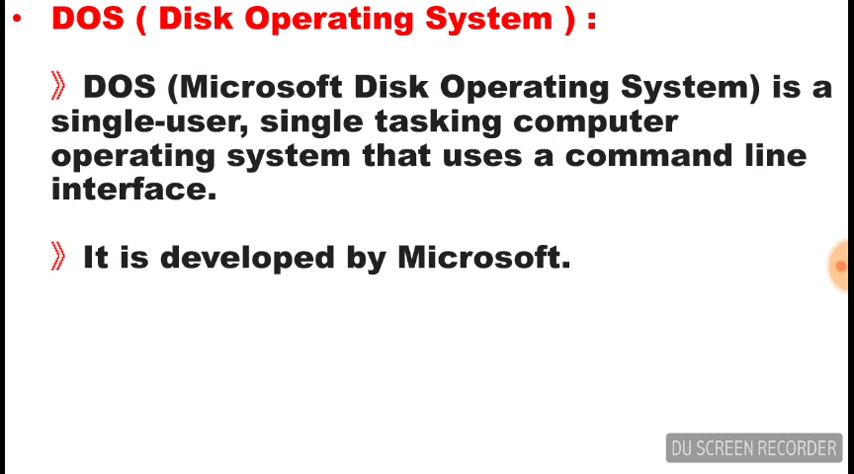 • DOS ( Disk Operating System ) :
》 DOS (Microsoft Disk Operating System) is a
single-user, single tasking computer
operating system that uses a command line
interface.
》 It is developed by Microsoft.
DU SCREEN RECORDER